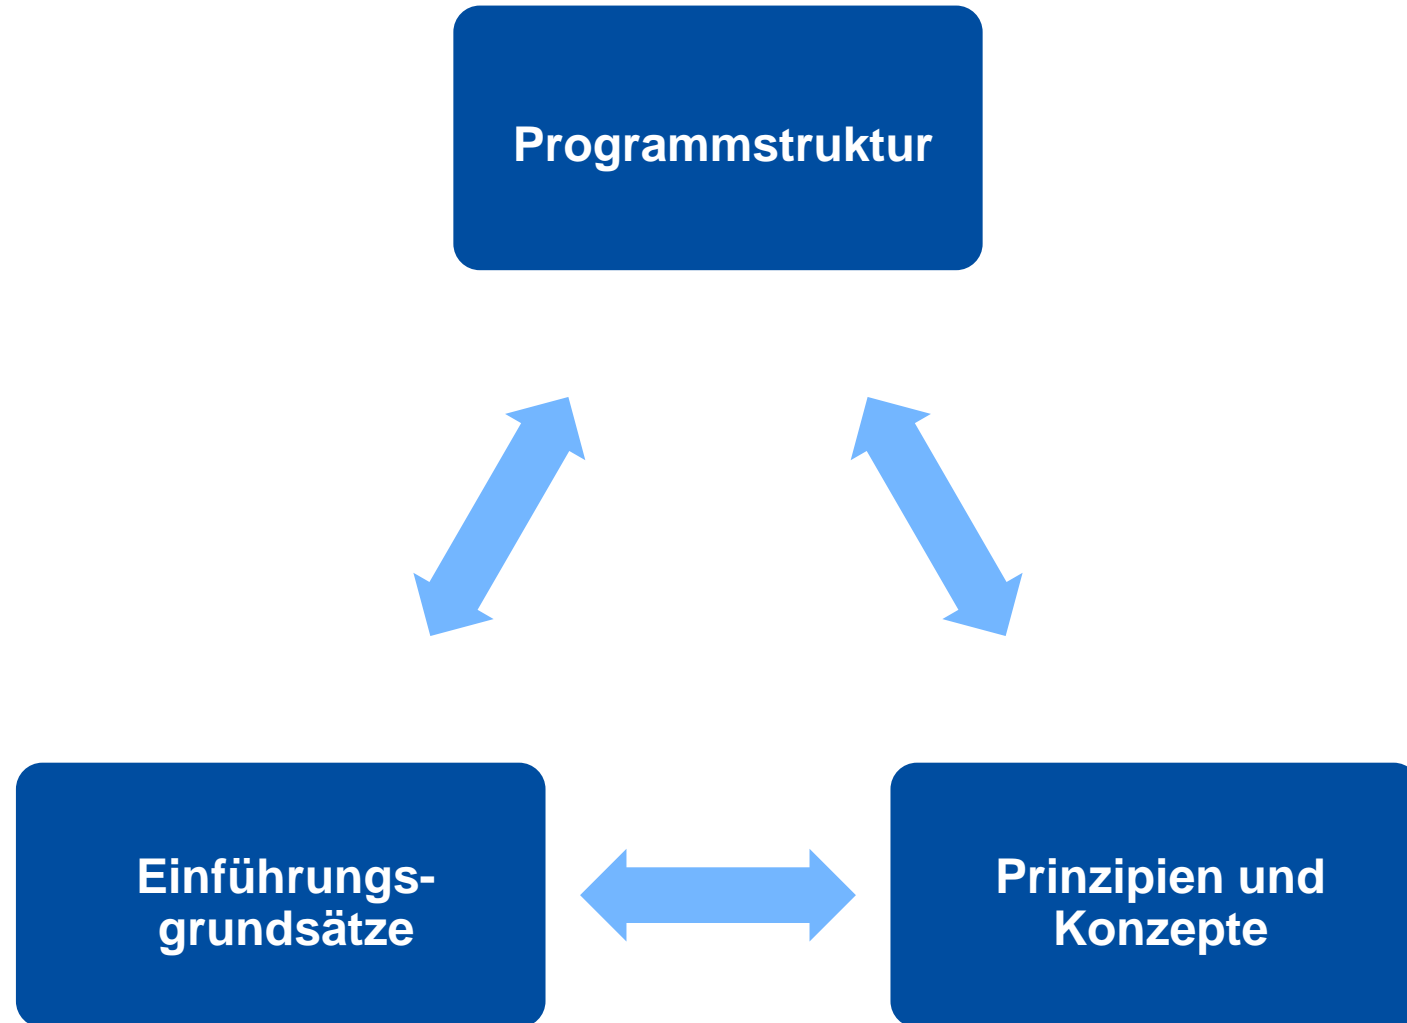 Programmstruktur
Einführungs-
grundsätze
Prinzipien und
Konzepte